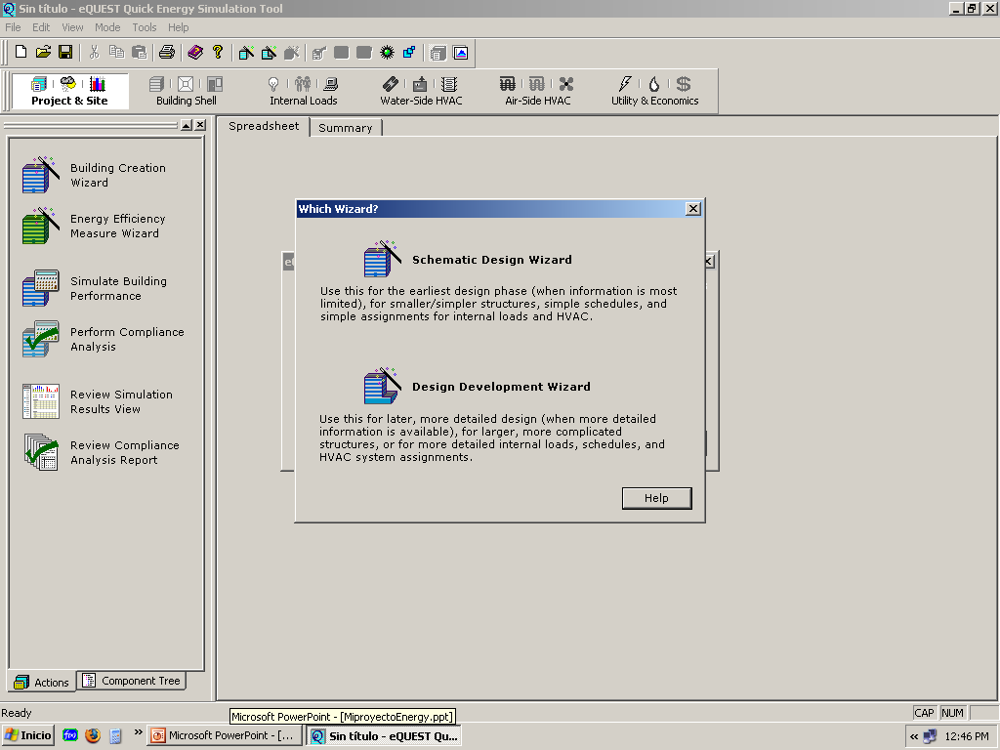 Sin título - eQUEST Quick Energy Simulation Tool
File Edit View Mode Tools Help
Project & Site
Building Shell
Internal Loads
Water-Side HVAC
Air-Side HVAC
Utility & Economics
Spreadsheet
Summary
Building Creation
Wizard
Energy Efficiency
Measure Wizard
Simulate Building
Performance
Perform Compliance
Analysis
Review Simulation
Results View
Review Compliance
Analysis Report
Actions
Component Tree
Which Wizard?
Schematic Design Wizard
Use this for the earliest design phase (when information is most
limited), for smaller/simpler structures, simple schedules, and
simple assignments for internal loads and HVAC.
Design Development Wizard
Use this for later, more detailed design (when more detailed
information is available), for larger, more complicated
structures, or for more detailed internal loads, schedules, and
HVAC system assignments.
Help
Ready
CAP NUM
Microsoft PowerPoint - [MiproyectoEnergy.ppt]
Inicio
Microsoft PowerPoint - [...
Sin título - eQUEST Qu...
12:46 PM